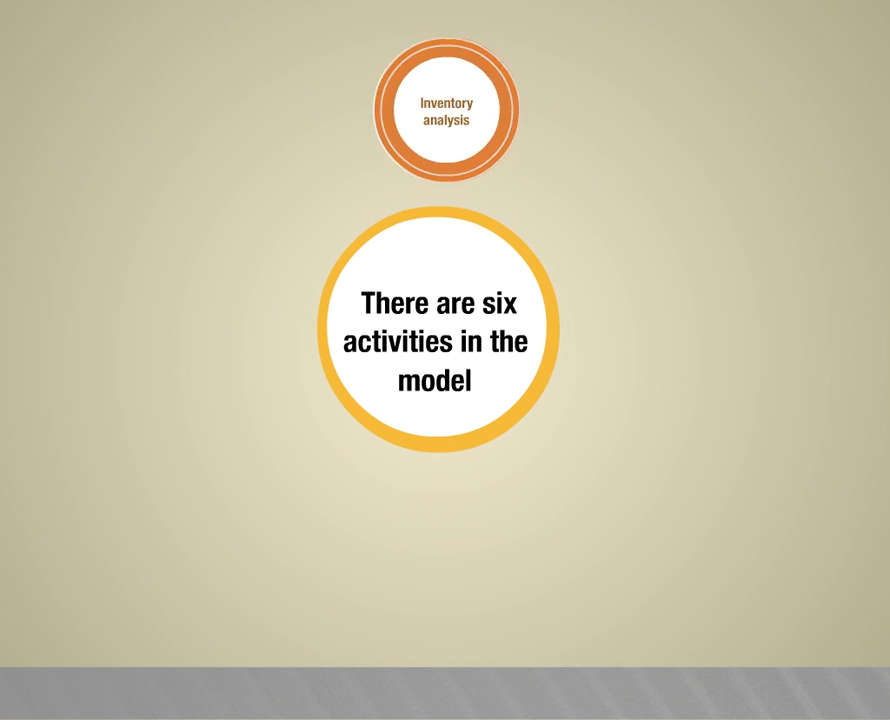 Inventory
analysis
There are six
activities in the
model